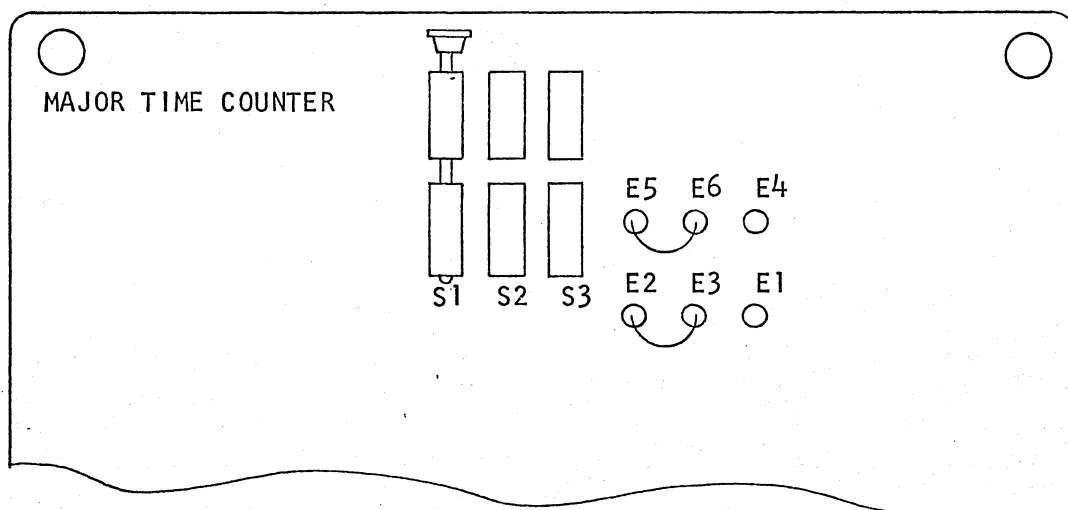 MAJOR TIME COUNTER
E5 E6 E4
E2 E3 E1
S1 S2 S3